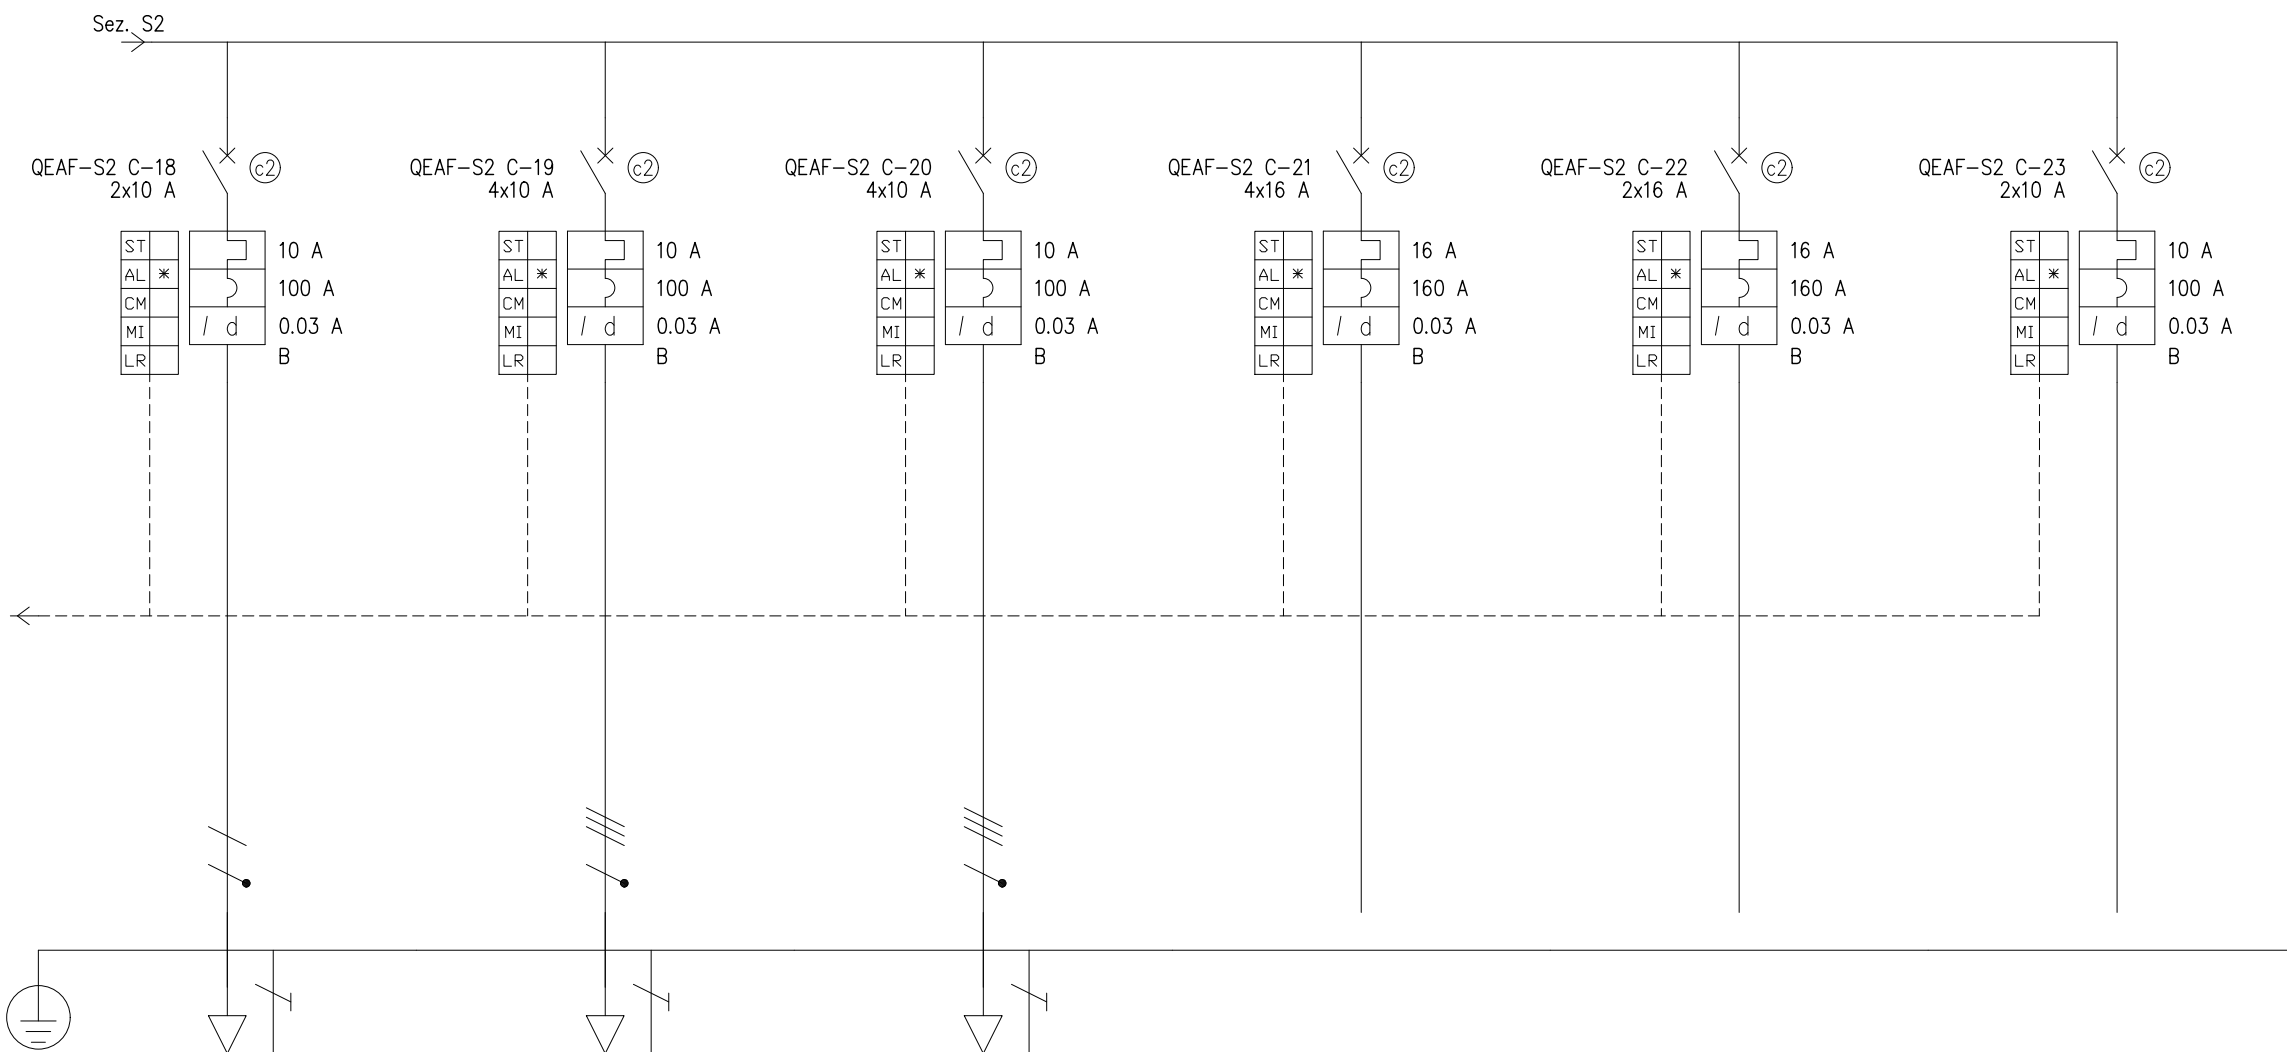 Sez. S2
QEAF-S2 C-18
2x10 A
c2
ST
AL *
CM
MI
LR
10 A
100 A
/ d
0.03 A
B
QEAF-S2 C-19
4x10 A
c2
ST
AL *
CM
MI
LR
10 A
100 A
/ d
0.03 A
B
QEAF-S2 C-20
4x10 A
c2
ST
AL *
CM
MI
LR
10 A
100 A
/ d
0.03 A
B
QEAF-S2 C-21
4x16 A
c2
ST
AL *
CM
MI
LR
16 A
160 A
/ d
0.03 A
B
QEAF-S2 C-22
2x16 A
c2
ST
AL *
CM
MI
LR
16 A
160 A
/ d
0.03 A
B
QEAF-S2 C-23
2x10 A
c2
ST
AL *
CM
MI
LR
10 A
100 A
/ d
0.03 A
B